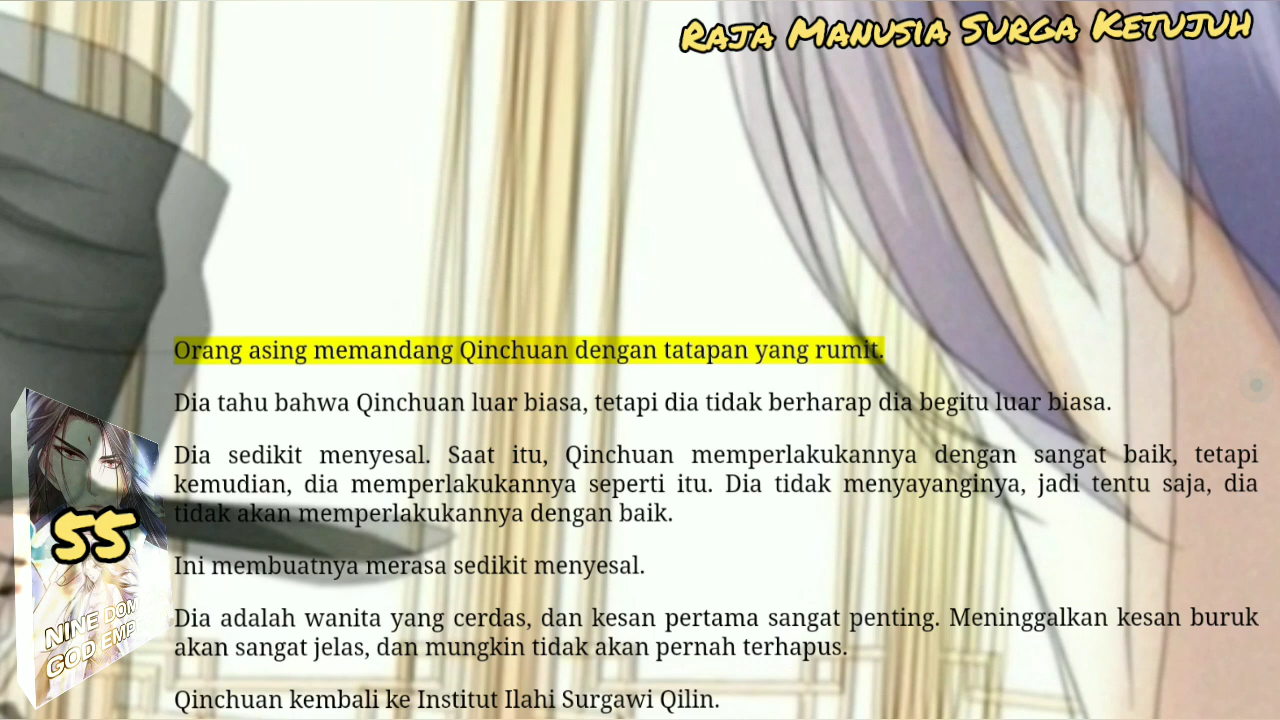 Raja Manusia Surga Ketujuh
Orang asing memandang Qinchuan dengan tatapan yang rumit.
Dia tahu bahwa Qinchuan luar biasa, tetapi dia tidak berharap dia begitu luar biasa.
Dia sedikit menyesal. Saat itu, Qinchuan memperlakukannya dengan sangat baik, tetapi
kemudian, dia memperlakukannya seperti itu. Dia tidak menyayanginya, jadi tentu saja, dia
tidak akan memperlakukannya dengan baik.
Ini membuatnya merasa sedikit menyesal.
Dia adalah wanita yang cerdas, dan kesan pertama sangat penting. Meninggalkan kesan buruk
akan sangat jelas, dan mungkin tidak akan pernah terhapus.
Qinchuan kembali ke Institut Ilahi Surgawi Qilin.
55
NINE DOM
GOD EMP